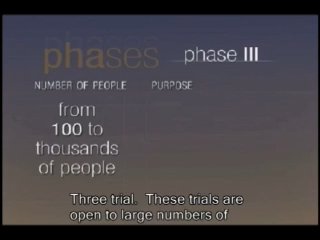 phases
phase III
NUMBER OF PEOPLE
PURPOSE
from
100 to
thousands
of people
Three trial.  These trials are
open to large numbers of